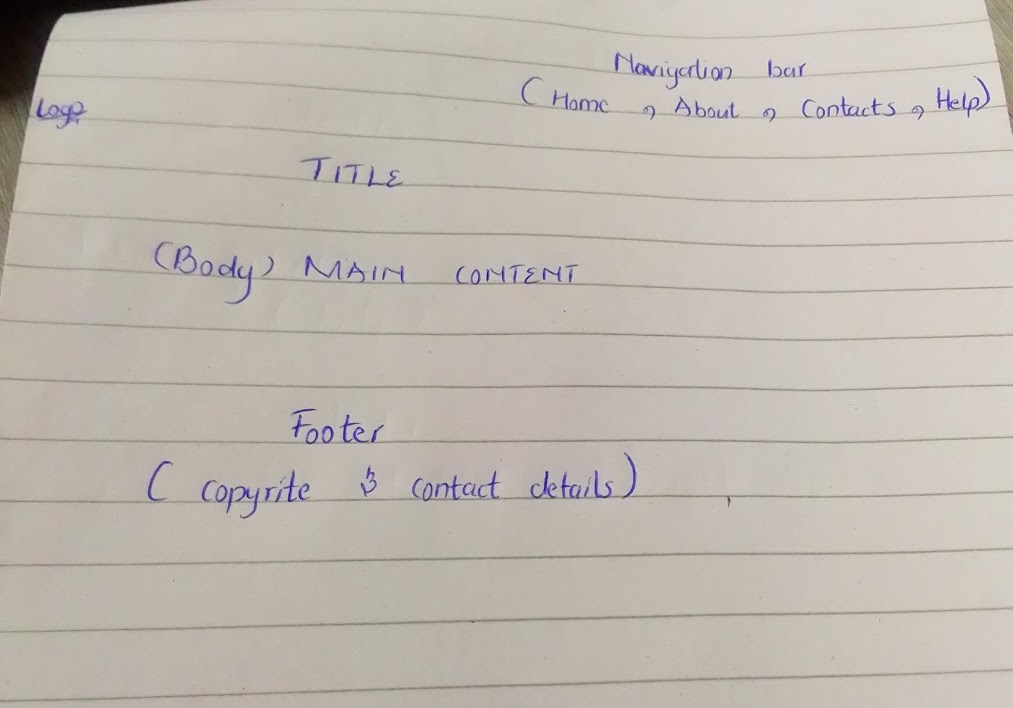 Navigation bar
Logo
(Home, About, Contacts, Help)
TITLE
(Body) MAIN CONTENT
Footer
(copyrite & contact details)